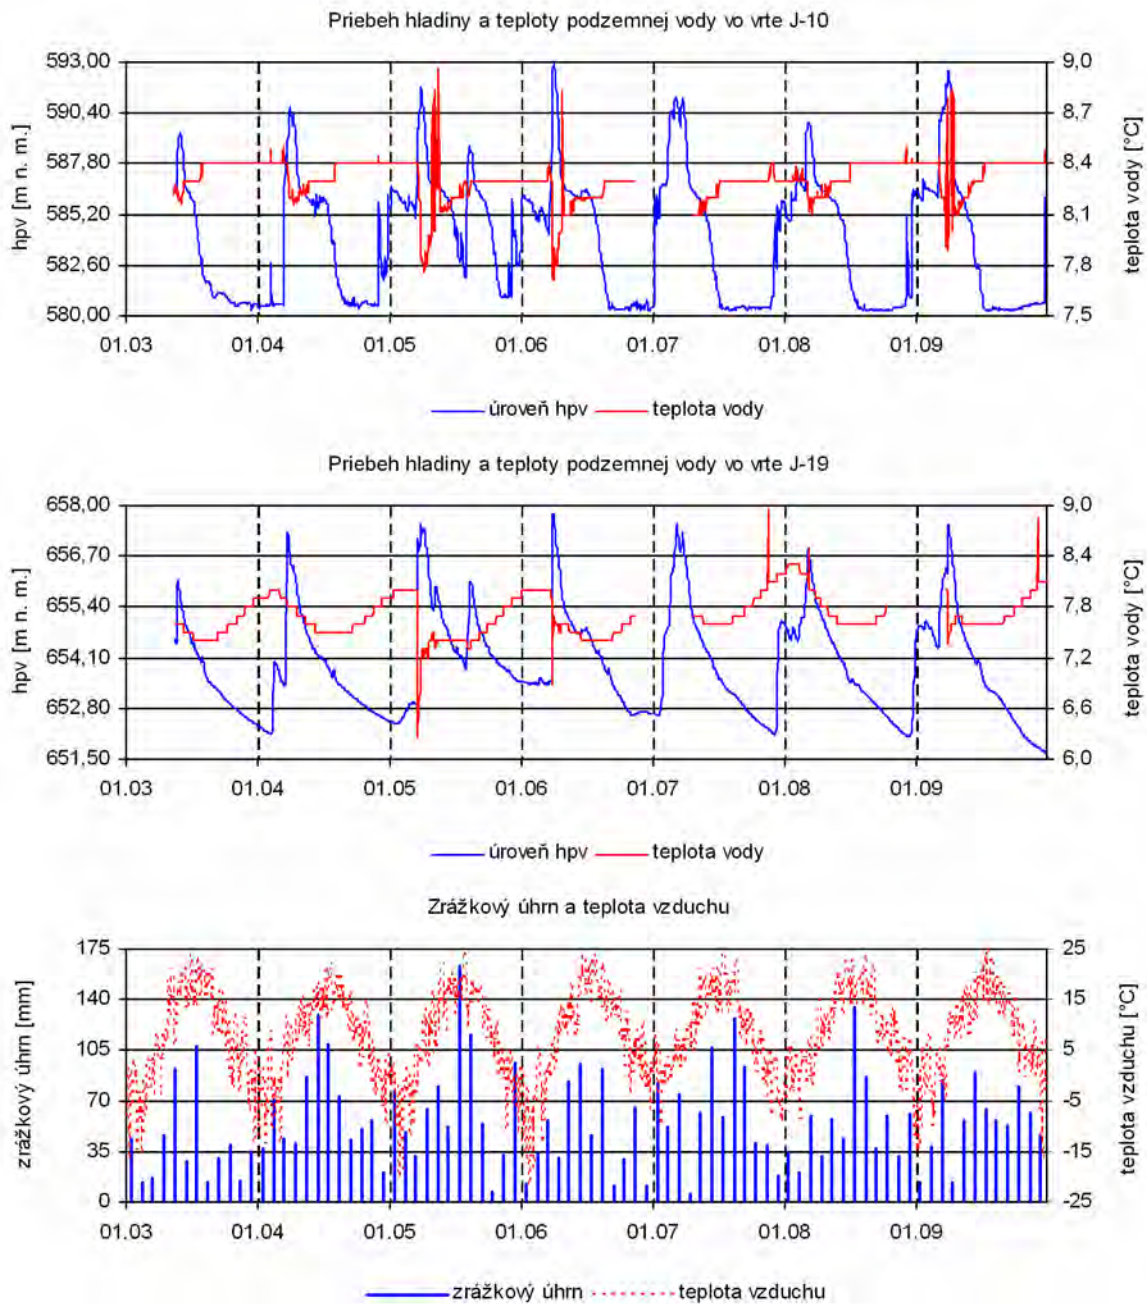 Priebeh hladiny a teploty podzemnej vody vo vrte J-10
593,00
590,40
587,80
585,20
582,60
580,00
hpv [m n. m.]
9,0
8,7
8,4
8,1
7,8
7,5
teplota vody [°C]
01.03 01.04 01.05 01.06 01.07 01.08 01.09
úroveň hpv teplota vody
Priebeh hladiny a teploty podzemnej vody vo vrte J-19
658,00
656,70
655,40
654,10
652,80
651,50
hpv [m n. m.]
9,0
8,4
7,8
7,2
6,6
6,0
teplota vody [°C]
01.03 01.04 01.05 01.06 01.07 01.08 01.09
úroveň hpv teplota vody
Zrážkový úhrn a teplota vzduchu
175
140
105
70
35
0
zrážkový úhrn [mm]
25
15
5
-5
-15
-25
teplota vzduchu [°C]
01.03 01.04 01.05 01.06 01.07 01.08 01.09
zrážkový úhrn teplota vzduchu